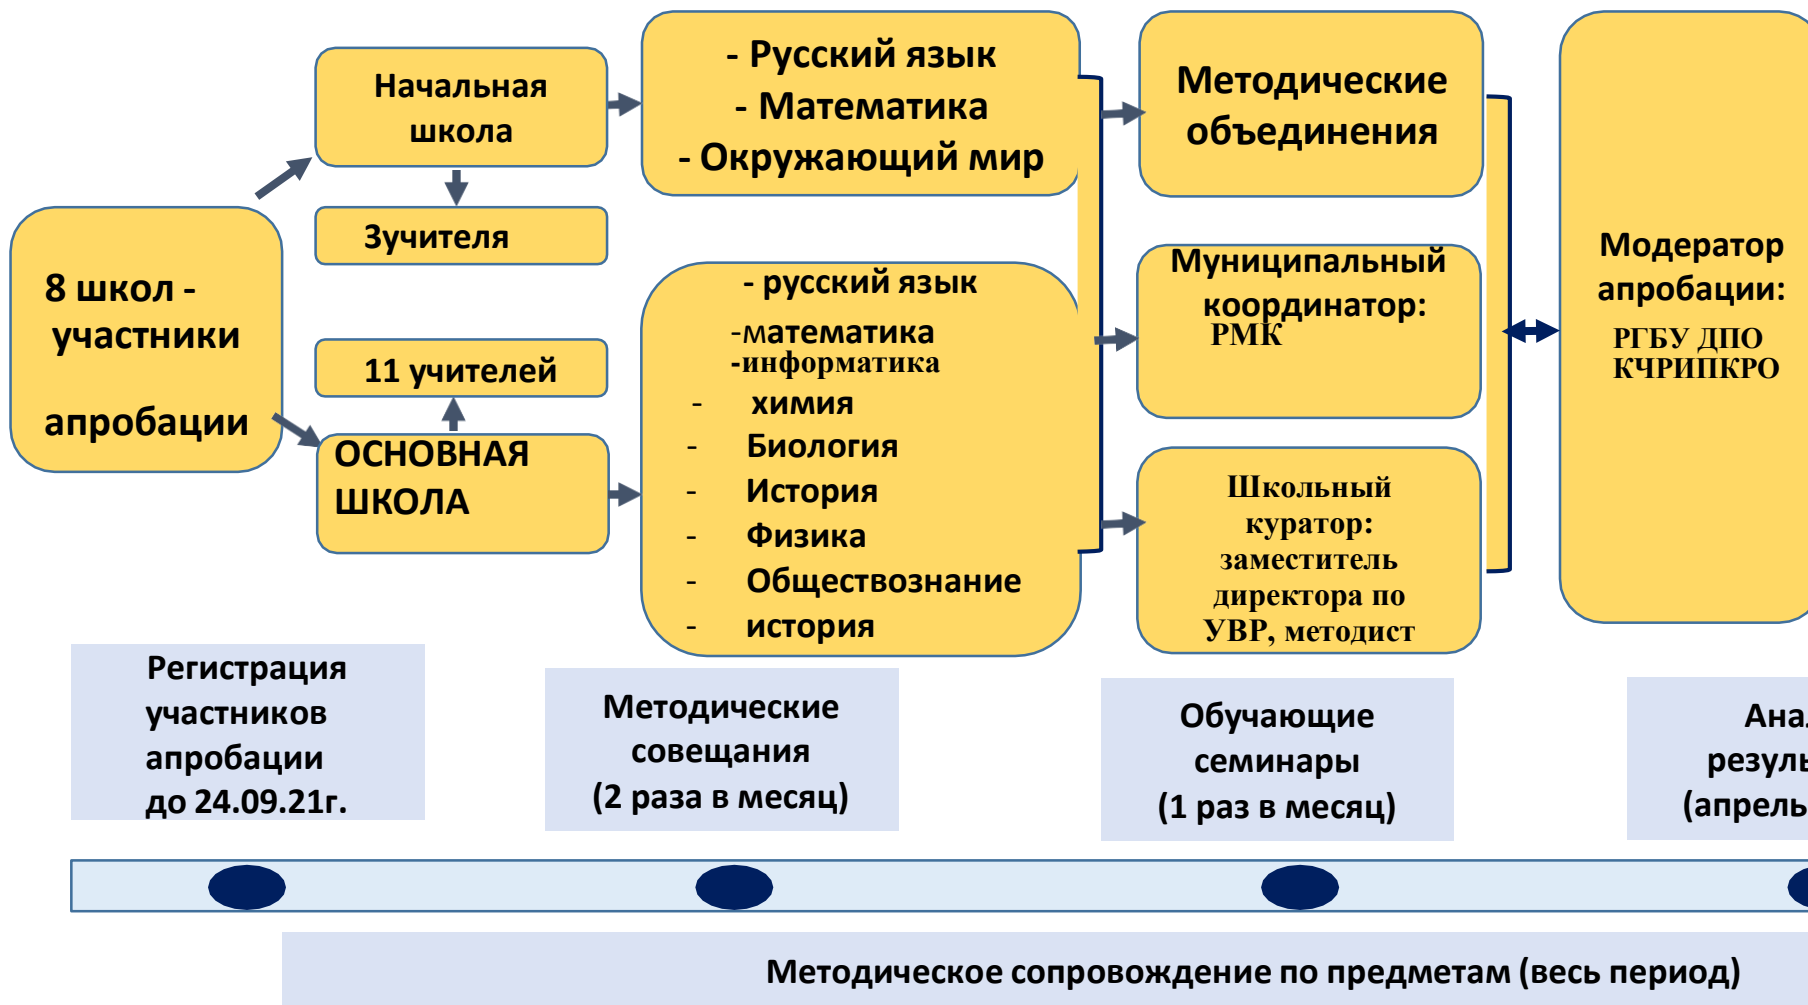 8 школ -
участники
апробации
Начальная
школа
3учителя
11 учителей
ОСНОВНАЯ
ШКОЛА
- Русский язык
- Математика
- Окружающий мир
- русский язык
-математика
-информатика
- химия
- Биология
- История
- Физика
- Обществознание
- история
Методические
объединения
Муниципальный
координатор:
РМК
Школьный
куратор:
заместитель
директора по
УВР, методист
Модератор
апробации:
РГБУ ДПО
КЧРИПКРО
Регистрация
участников
апробации
до 24.09.21г.
Методические
совещания
(2 раза в месяц)
Обучающие
семинары
(1 раз в месяц)
(апрель
Методическое сопровождение по предметам (весь период)